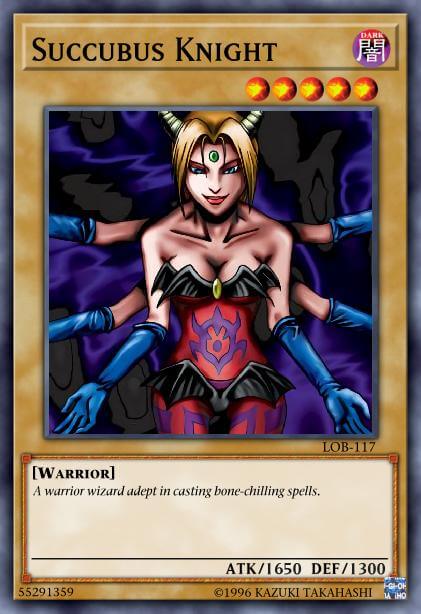 SUCCUBUS KNIGHT
DARK
闇
LOB-117
[WARRIOR]
A warrior wizard adept in casting bone-chilling spells.
ATK/1650 DEF/1300
55291359
©1996 KAZUKI TAKAHASHI